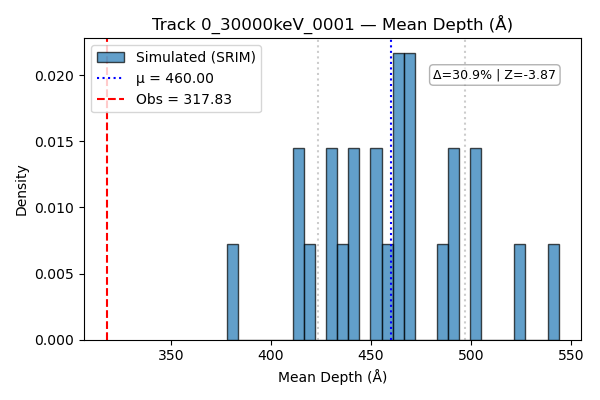 Track 0_30000keV_0001 — Mean Depth (Å)
Simulated (SRIM)
μ = 460.00
Obs = 317.83
Δ=30.9% | Z=-3.87
Density
0.020
0.015
0.010
0.005
0.000
350
400
450
500
550
Mean Depth (Å)